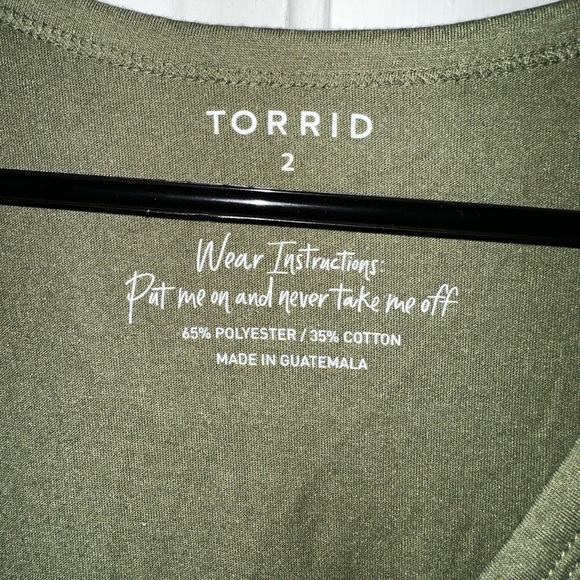 TORRID
2
Wear Instructions:
Put me on and never take me off
65% POLYESTER / 35% COTTON
MADE IN GUATEMALA